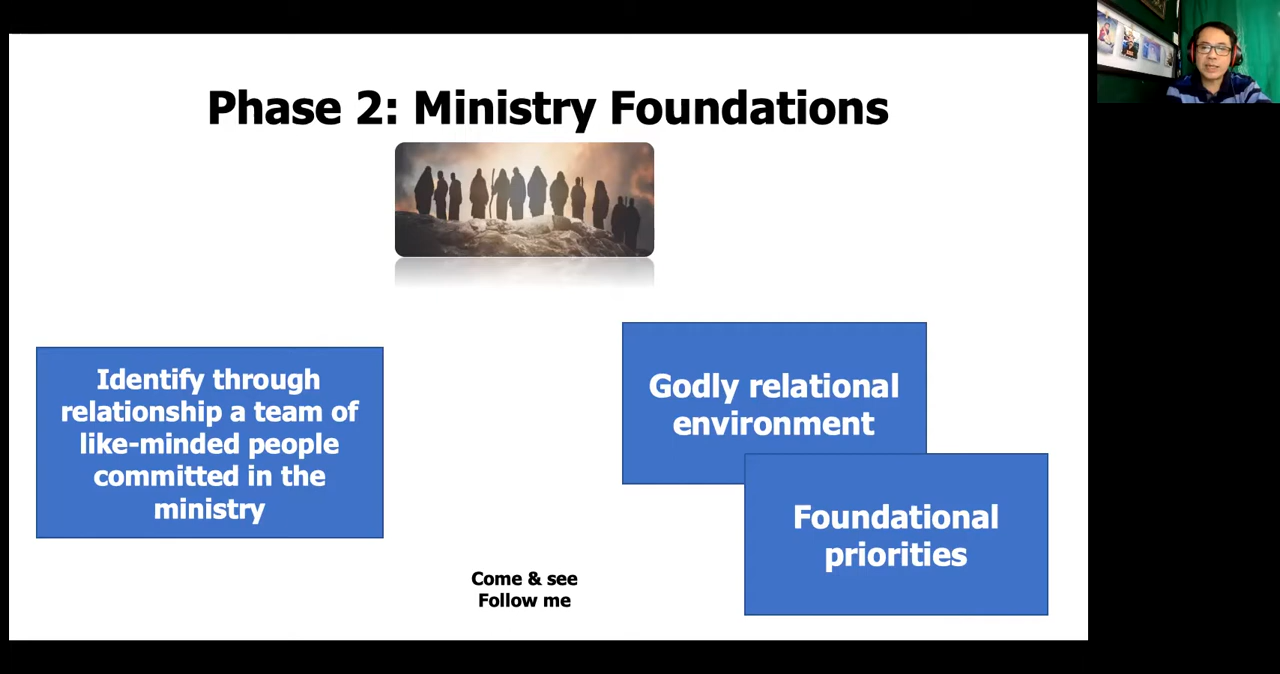 Phase 2: Ministry Foundations
Identify through
relationship a team of
like-minded people
committed in the
ministry
Godly relational
environment
Foundational
priorities
Come & see
Follow me